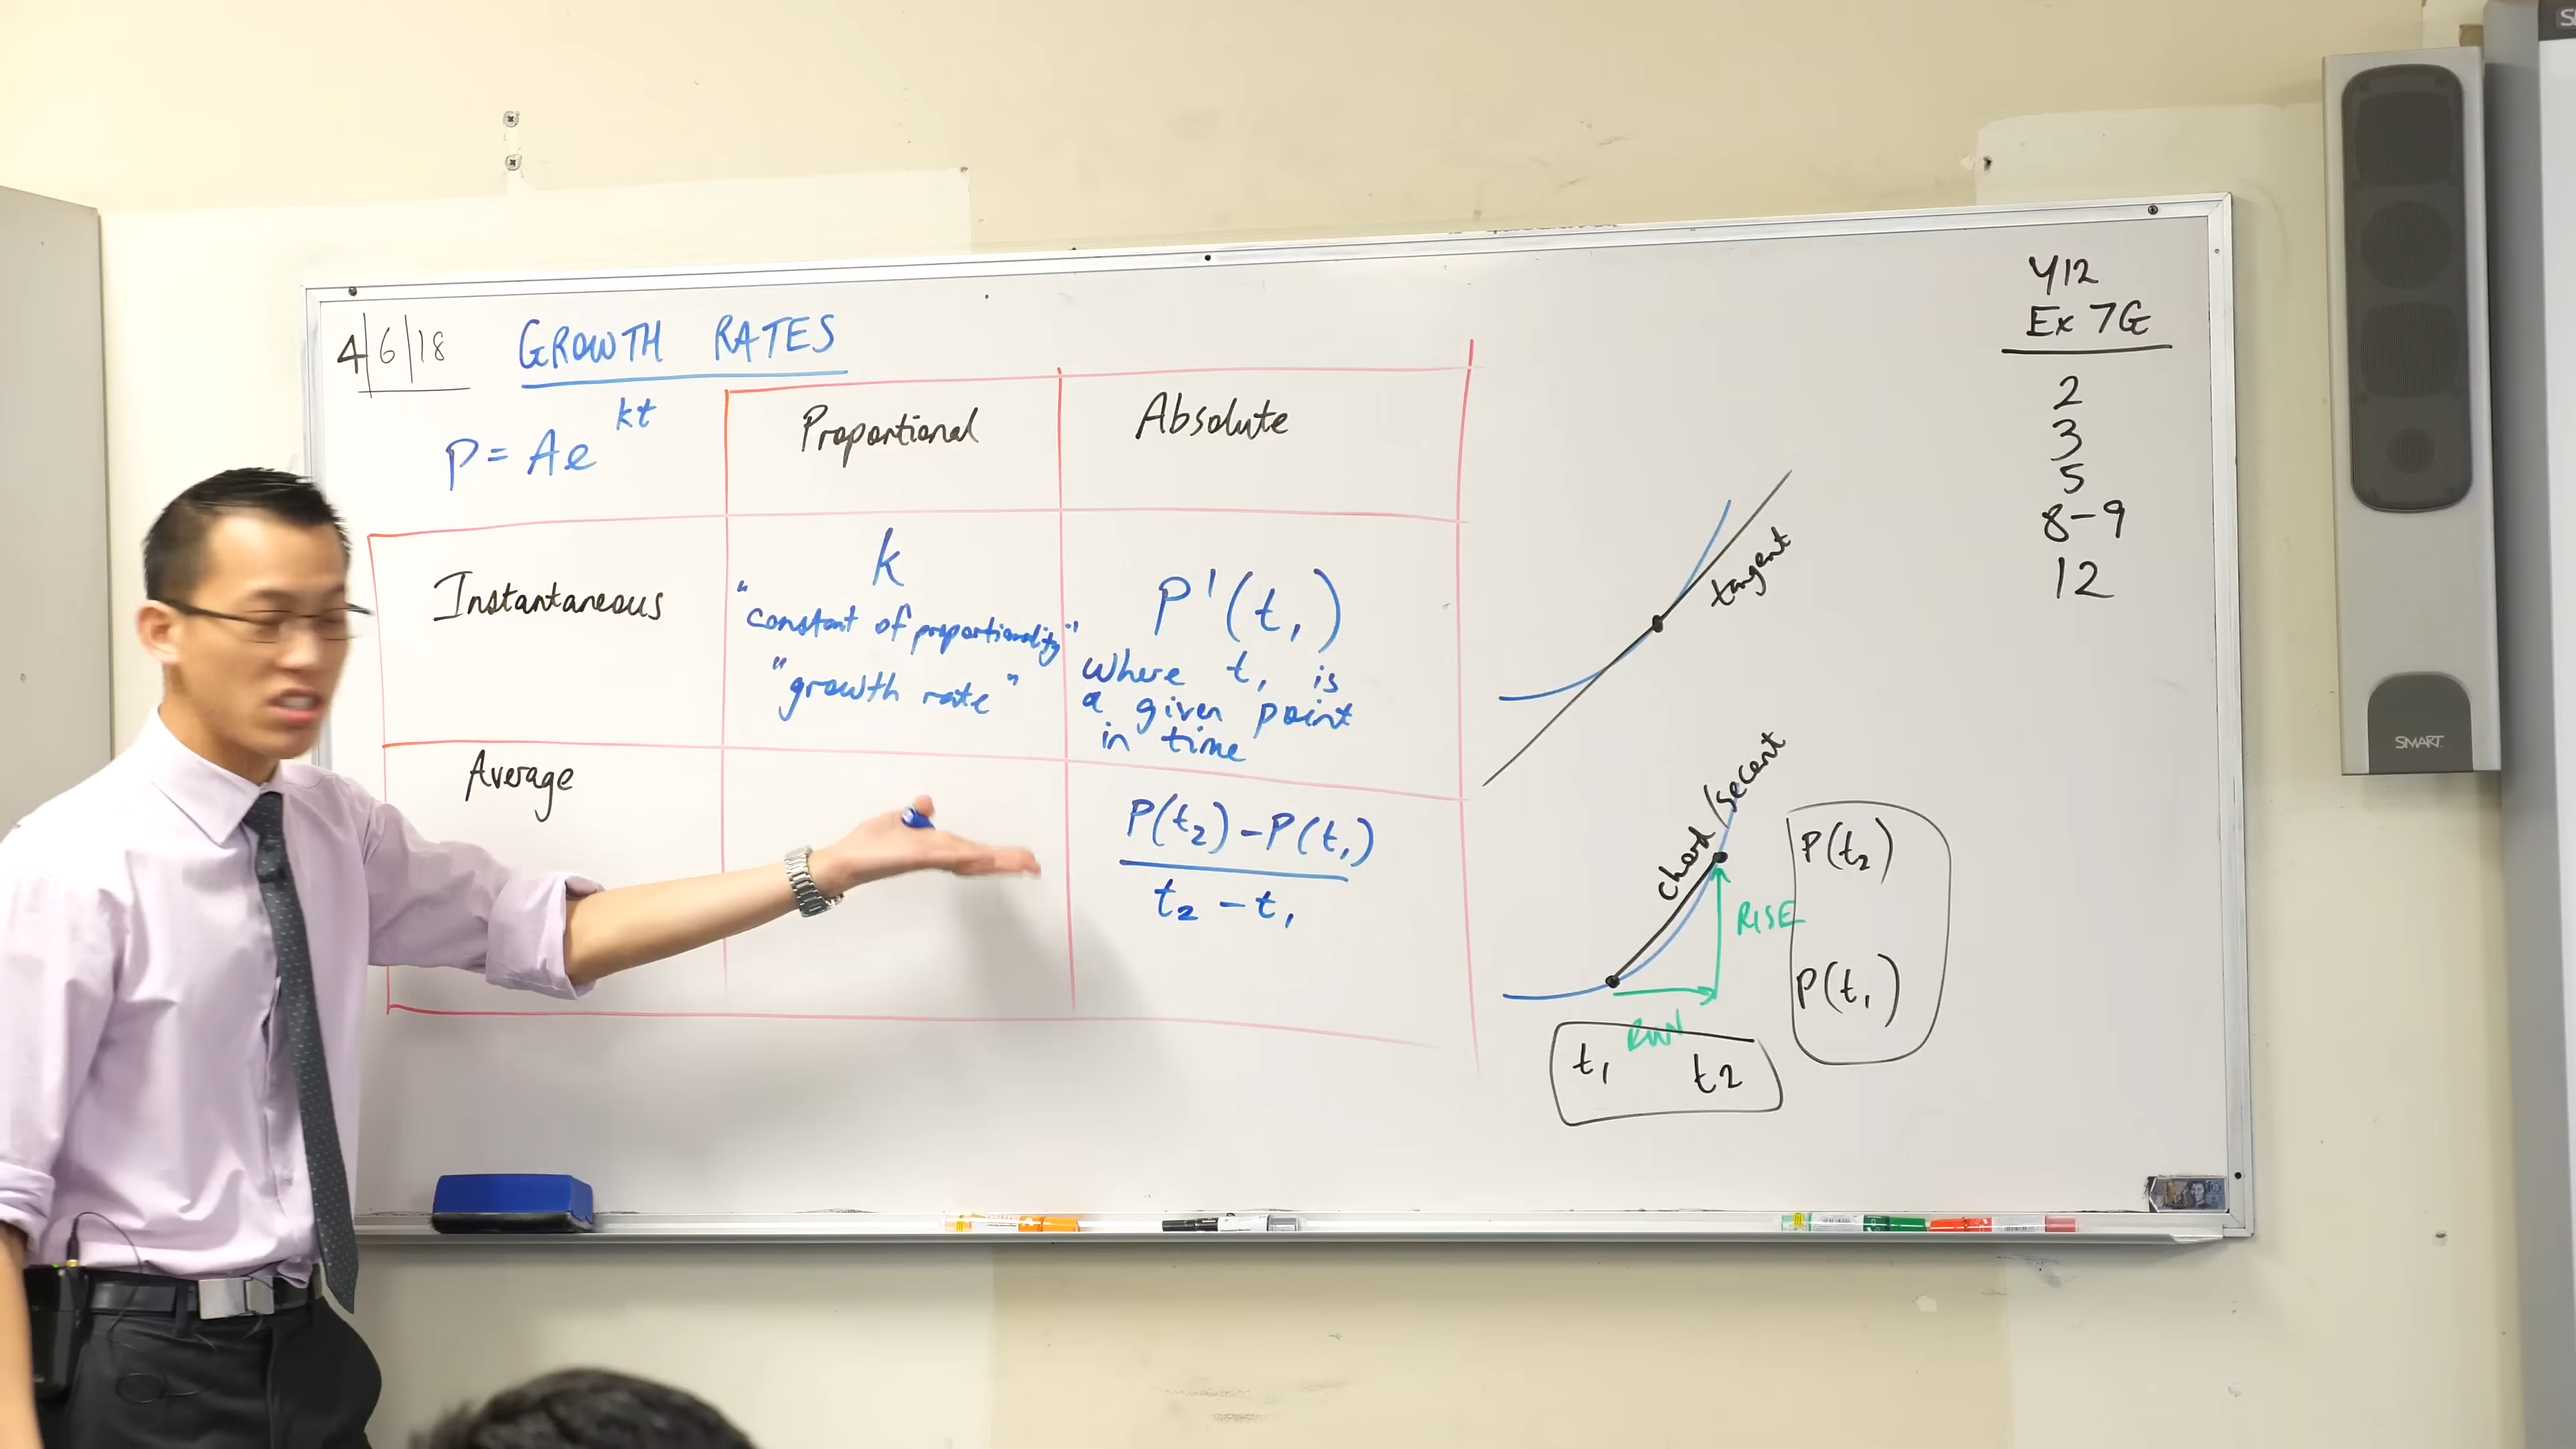 4/6/18 GROWTH RATES
P = Ae^kt
Proportional
Absolute
Instantaneous
k
"constant of proportionality"
"growth rate"
P'(t₁)
where t₁ is
a given point
in time
Average
P(t₂) - P(t₁)
t₂ - t₁
tangent
chord/secant
RISE
RUN
P(t₂)
P(t₁)
t₁ t₂
Y12
Ex 7G
2
3
5
8-9
12
SMART